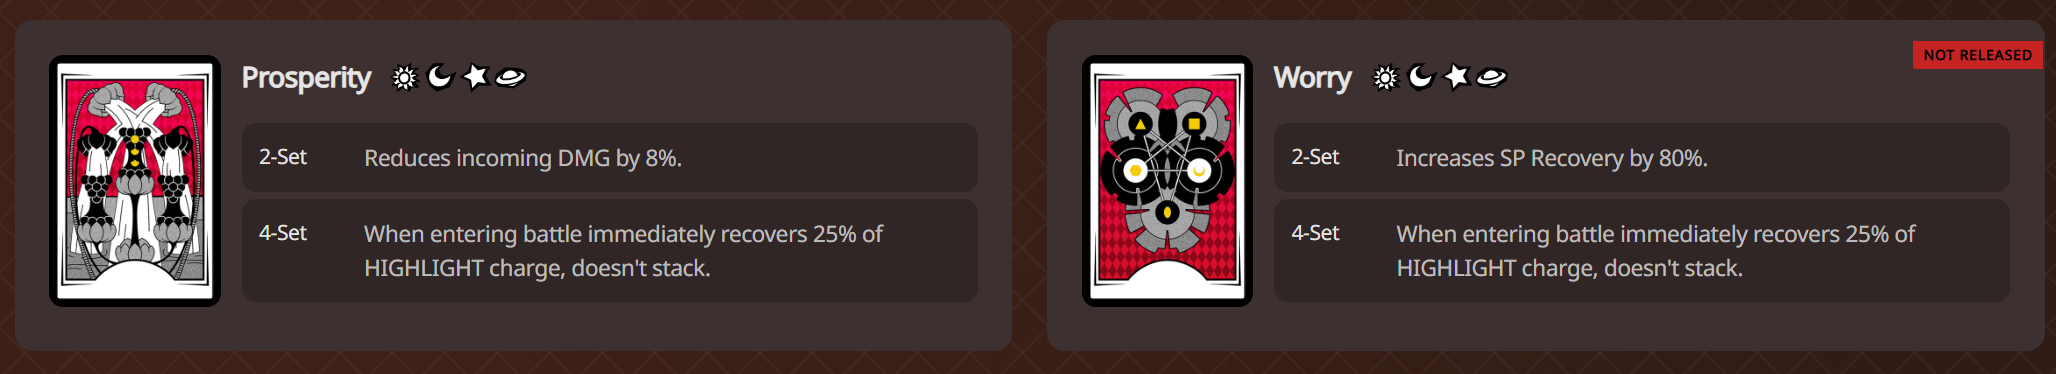 Prosperity
2-Set
Reduces incoming DMG by 8%.
4-Set
When entering battle immediately recovers 25% of
HIGHLIGHT charge, doesn't stack.
NOT RELEASED
Worry
2-Set
Increases SP Recovery by 80%.
4-Set
When entering battle immediately recovers 25% of
HIGHLIGHT charge, doesn't stack.